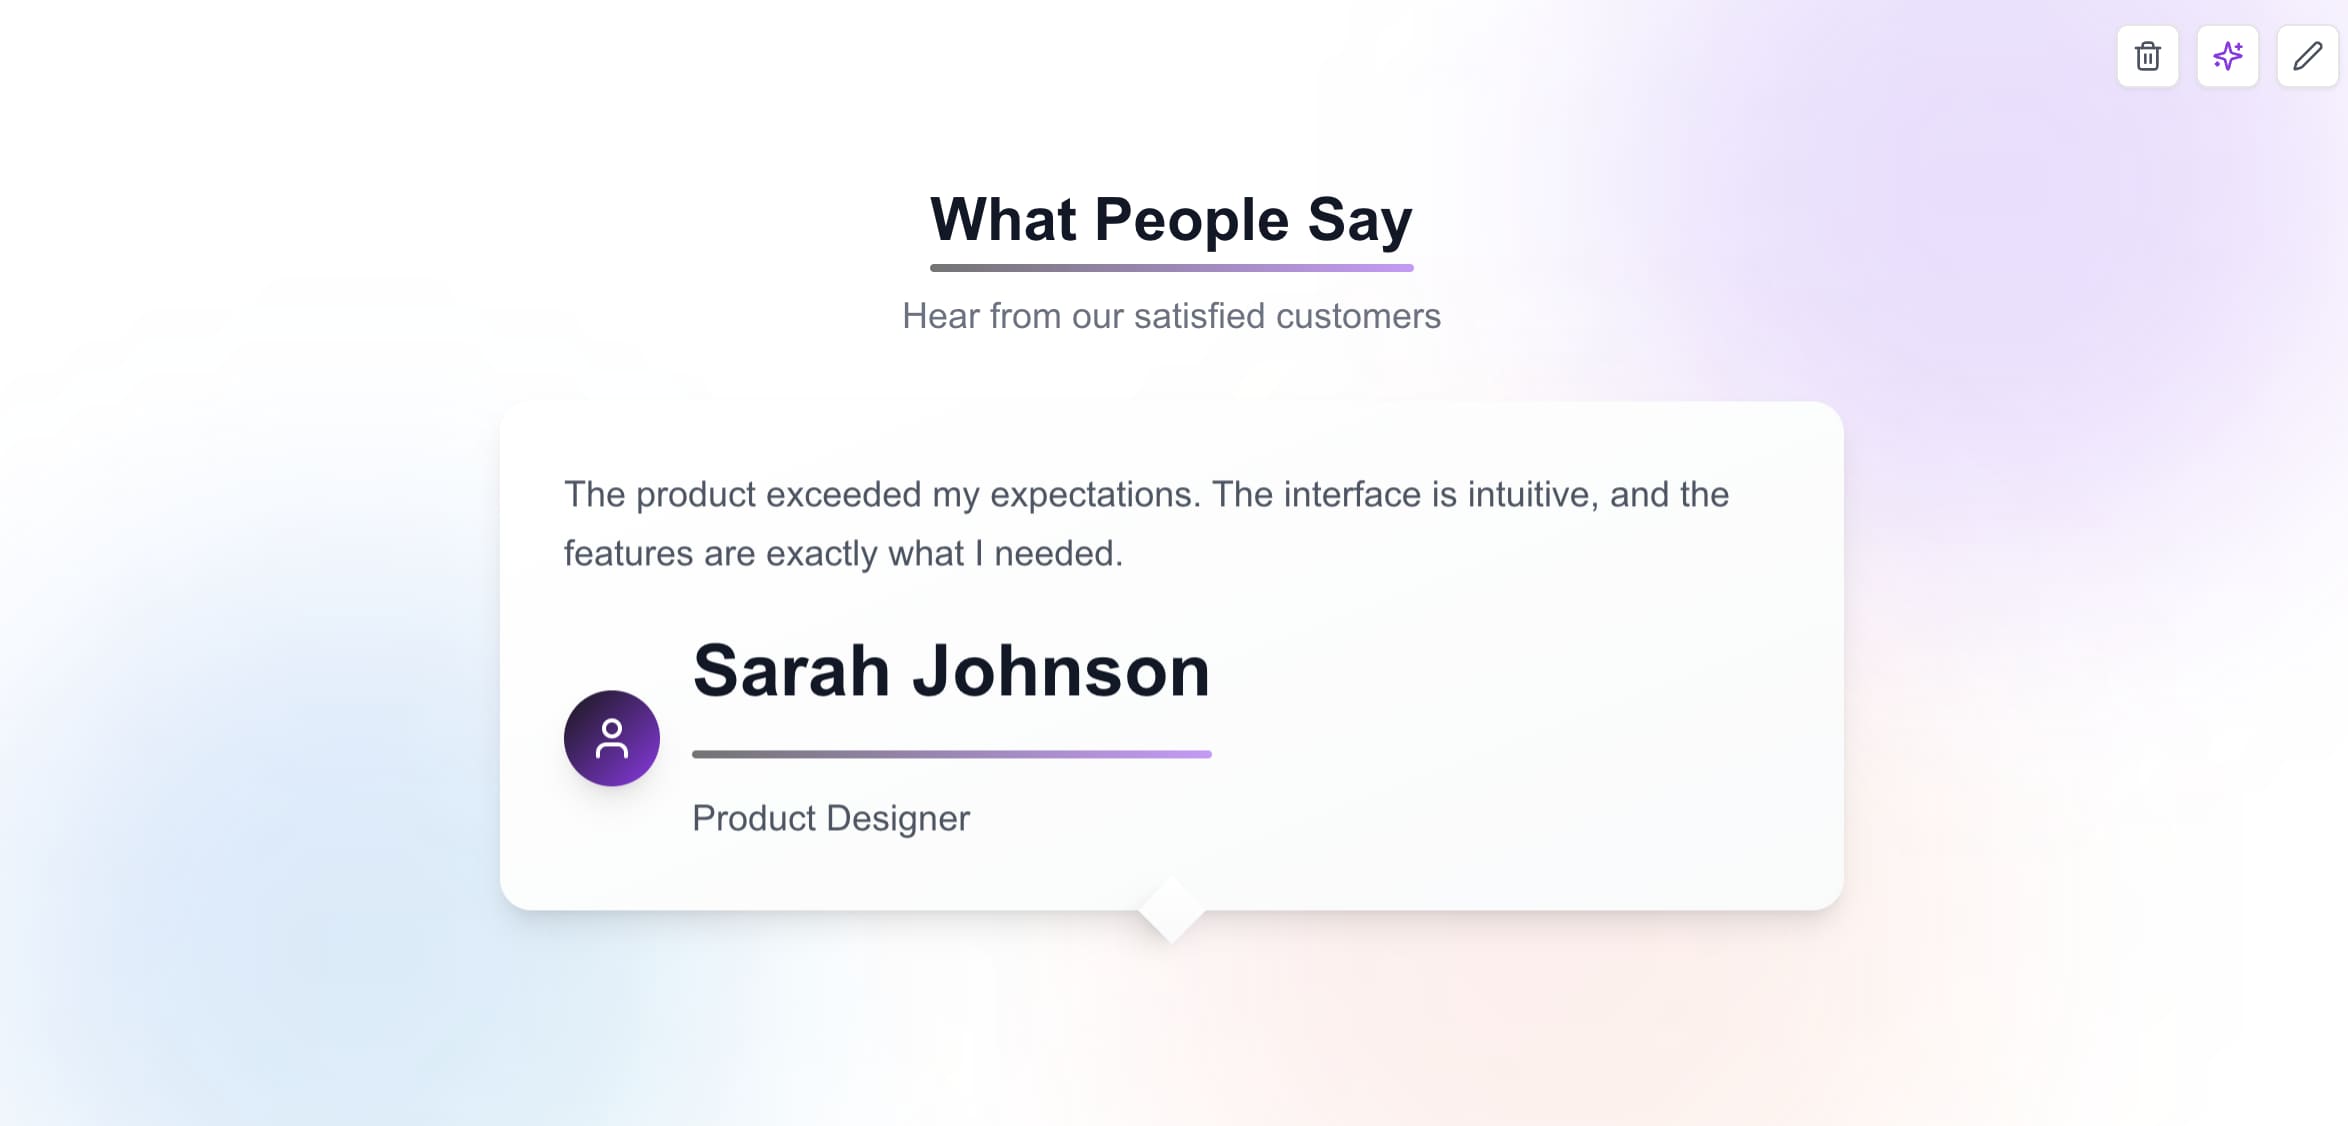 What People Say
Hear from our satisfied customers
The product exceeded my expectations. The interface is intuitive, and the
features are exactly what I needed.
Sarah Johnson
Product Designer